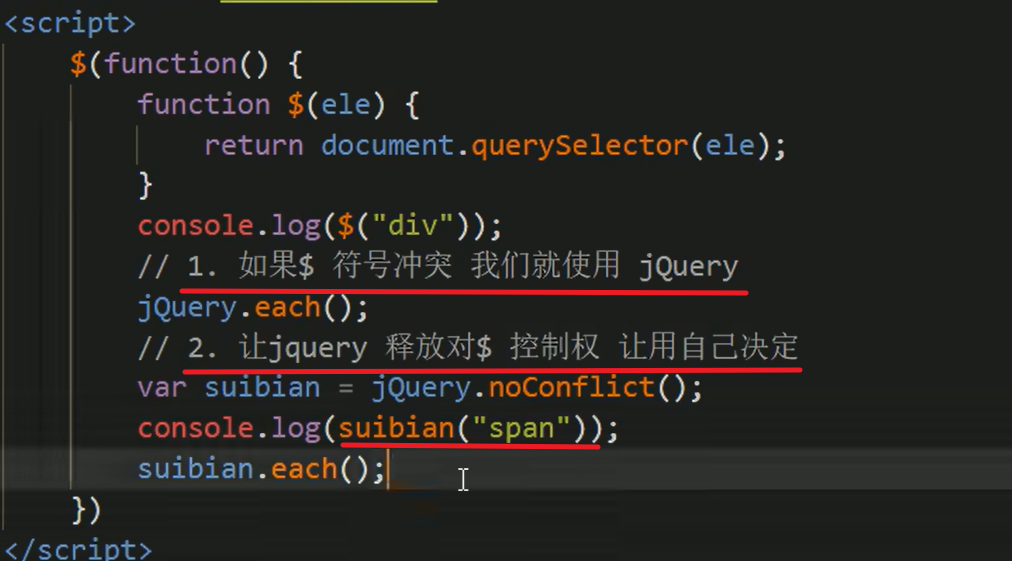 <script>
$(function() {
function $(ele) {
return document.querySelector(ele);
}
console.log($("div"));
// 1. 如果$ 符号冲突 我们就使用 jQuery
jQuery.each();
// 2. 让jquery 释放对$ 控制权 让用自己决定
var suibian = jQuery.noConflict();
console.log(suibian("span"));
suibian.each();
})
</script>